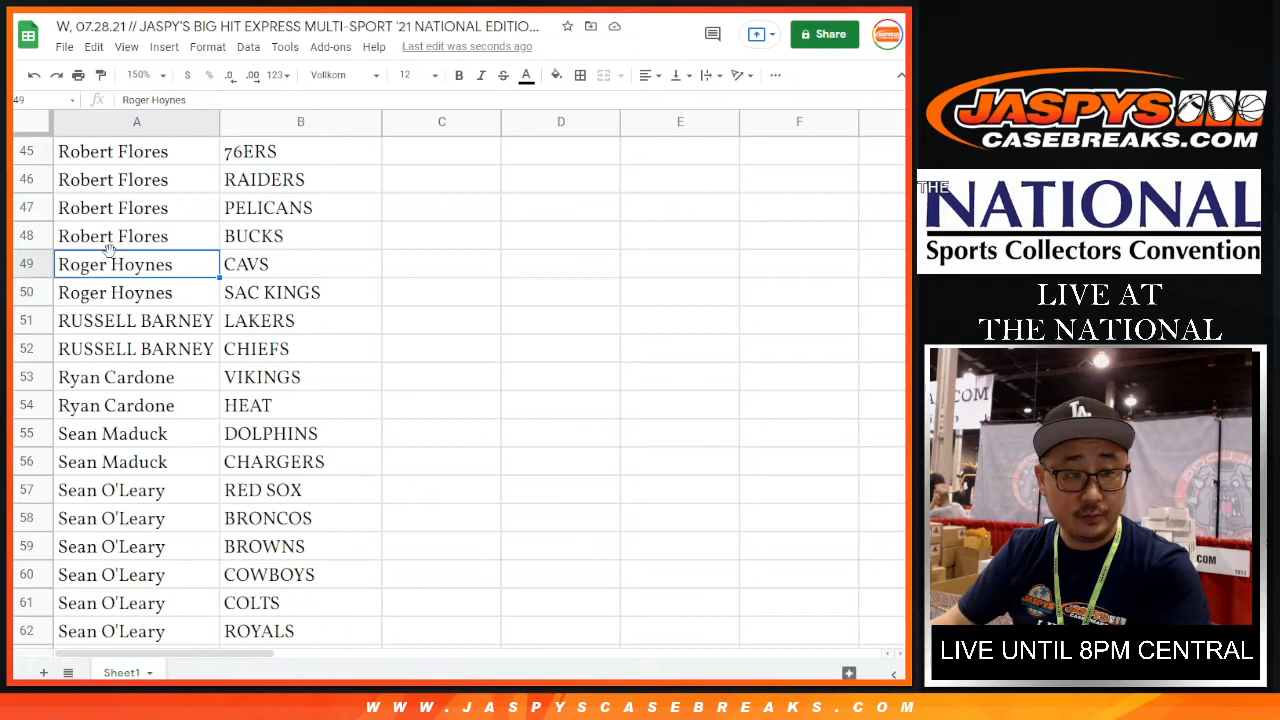 W, 07.28.21 // JASPY'S BIG HIT EXPRESS MULTI-SPORT '21 NATIONAL EDITIO...
File Edit View Insert Format Data Tools Add-ons Help Last edit was seconds ago
Share
150% $ % .0 .00 123 Vollkorn 12 B I S A
49 fx Roger Hoynes
A B C D E F
45 Robert Flores 76ERS
46 Robert Flores RAIDERS
47 Robert Flores PELICANS
48 Robert Flores BUCKS
49 Roger Hoynes CAVS
50 Roger Hoynes SAC KINGS
51 RUSSELL BARNEY LAKERS
52 RUSSELL BARNEY CHIEFS
53 Ryan Cardone VIKINGS
54 Ryan Cardone HEAT
55 Sean Maduck DOLPHINS
56 Sean Maduck CHARGERS
57 Sean O'Leary RED SOX
58 Sean O'Leary BRONCOS
59 Sean O'Leary BROWNS
60 Sean O'Leary COWBOYS
61 Sean O'Leary COLTS
62 Sean O'Leary ROYALS
Sheet1
JASPYS
CASEBREAKS.COM
THE
NATIONAL
Sports Collectors Convention
LIVE AT
THE NATIONAL
.COM
LA
JASPYS
.COM
LIVE UNTIL 8PM CENTRAL
WWW.JASPYSCASEBREAKS.COM